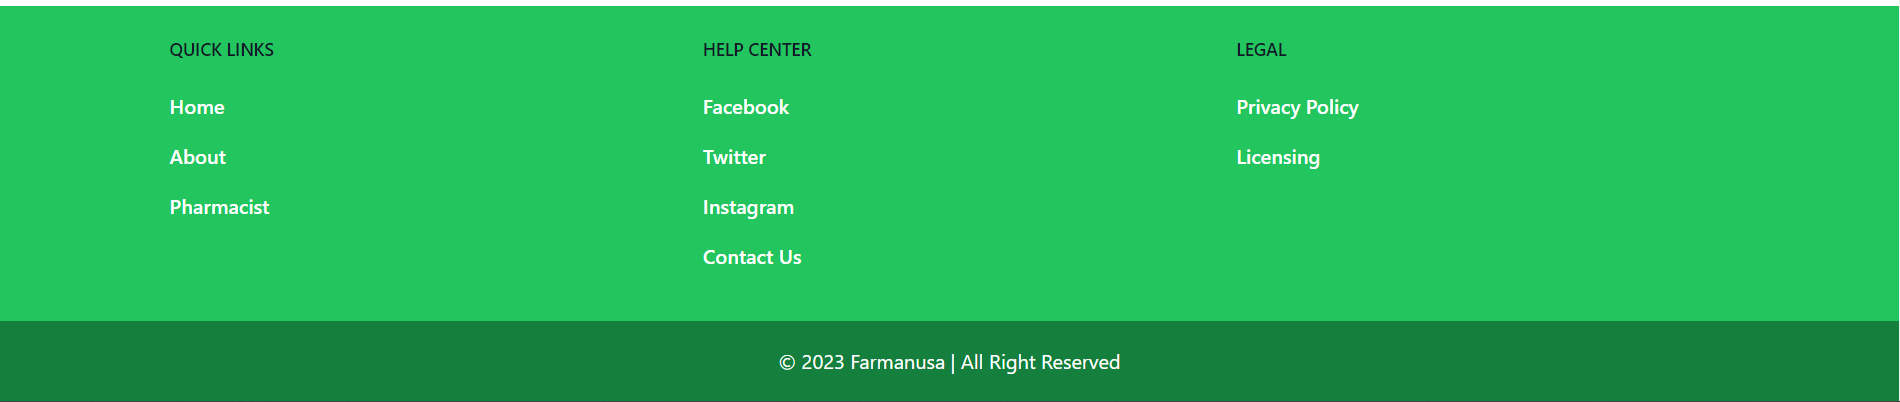 QUICK LINKS
Home
About
Pharmacist
HELP CENTER
Facebook
Twitter
Instagram
Contact Us
LEGAL
Privacy Policy
Licensing
© 2023 Farmanusa | All Right Reserved